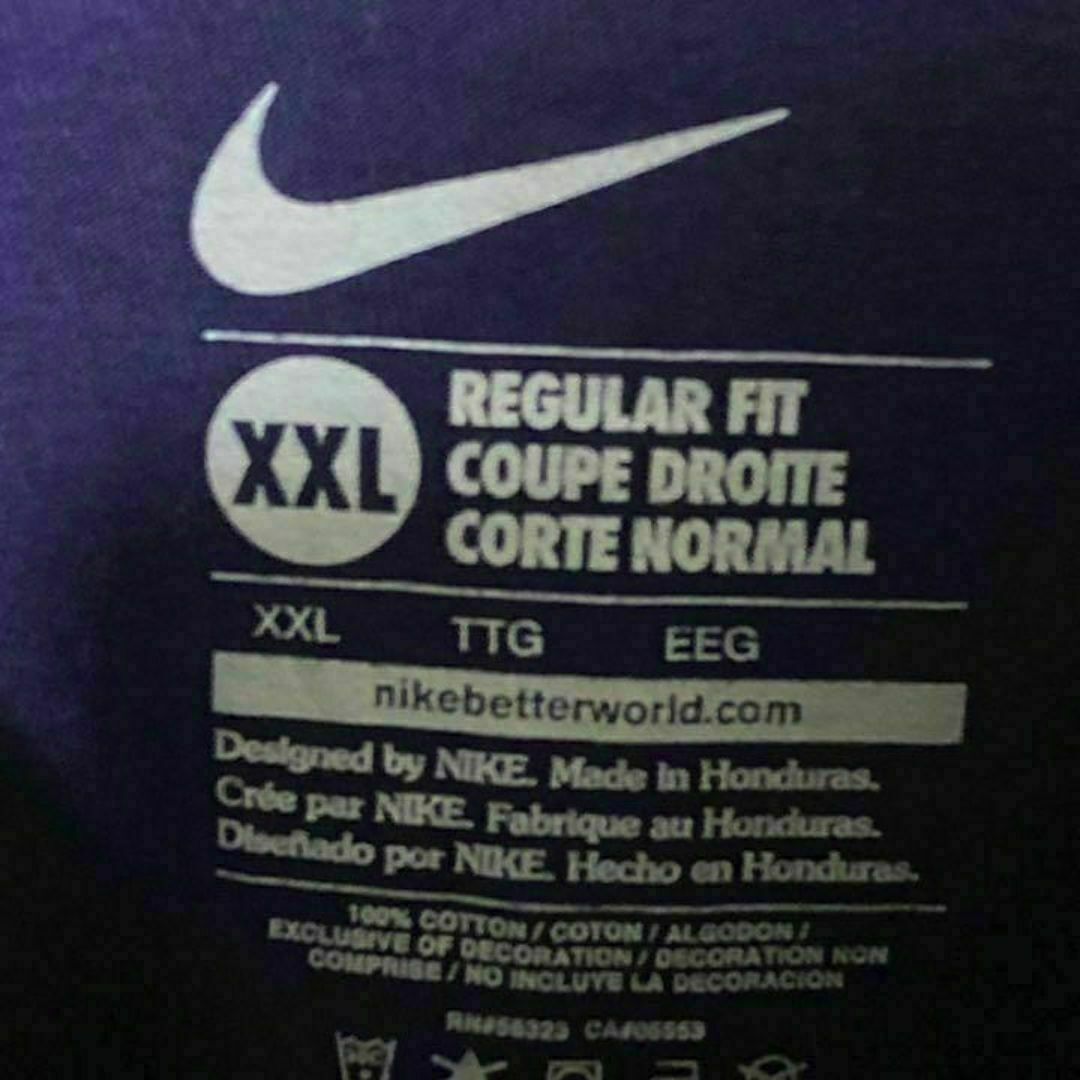 XXL
REGULAR FIT
COUPE DROITE
CORTE NORMAL
XXL TTG EEG
nikebetterworld.com
Designed by NIKE. Made in Honduras.
Crée par NIKE. Fabrique au Honduras.
Diseñado por NIKE. Hecho en Honduras.
100% COTTON / COTON / ALGODON /
EXCLUSIVE OF DECORATION / DECORATION NON
COMPRISE / NO INCLUYE LA DECORACION